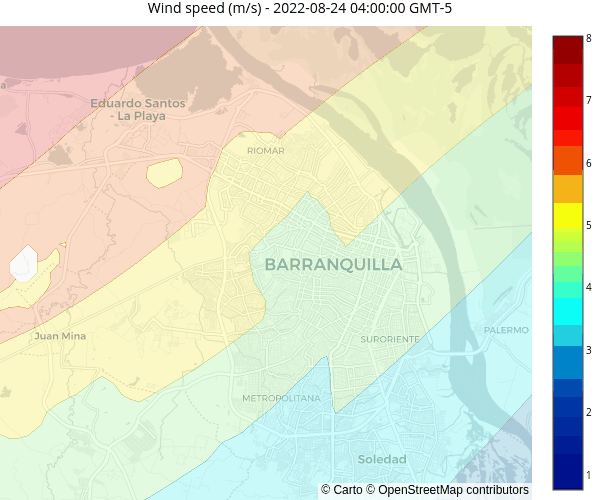 Wind speed (m/s) - 2022-08-24 04:00:00 GMT-5
8
a
Eduardo Santos
- La Playa
7
RIOMAR
6
5
BARRANQUILLA
4
PALERMO
Juan Mina
SURORIENTE
3
METROPOLITANA
2
Soledad
1
© Carto © OpenStreetMap contributors